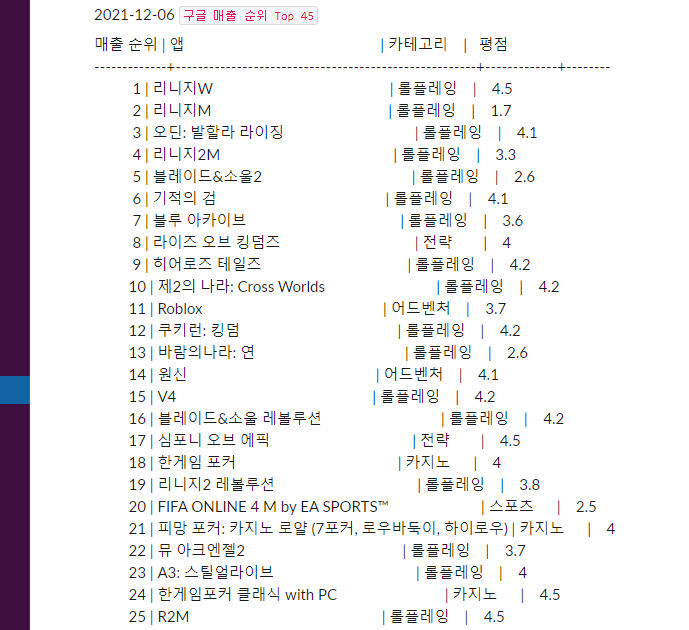 2021-12-06 구글 매출 순위 Top 45
매출 순위 | 앱 | 카테고리 | 평점
------------+--------------------------------------------------+------------+-------
1 | 리니지W | 롤플레잉 | 4.5
2 | 리니지M | 롤플레잉 | 1.7
3 | 오딘: 발할라 라이징 | 롤플레잉 | 4.1
4 | 리니지2M | 롤플레잉 | 3.3
5 | 블레이드&소울2 | 롤플레잉 | 2.6
6 | 기적의 검 | 롤플레잉 | 4.1
7 | 블루 아카이브 | 롤플레잉 | 3.6
8 | 라이즈 오브 킹덤즈 | 전략 | 4
9 | 히어로즈 테일즈 | 롤플레잉 | 4.2
10 | 제2의 나라: Cross Worlds | 롤플레잉 | 4.2
11 | Roblox | 어드벤처 | 3.7
12 | 쿠키런: 킹덤 | 롤플레잉 | 4.2
13 | 바람의나라: 연 | 롤플레잉 | 2.6
14 | 원신 | 어드벤처 | 4.1
15 | V4 | 롤플레잉 | 4.2
16 | 블레이드&소울 레볼루션 | 롤플레잉 | 4.2
17 | 심포니 오브 에픽 | 전략 | 4.5
18 | 한게임 포커 | 카지노 | 4
19 | 리니지2 레볼루션 | 롤플레잉 | 3.8
20 | FIFA ONLINE 4 M by EA SPORTS™ | 스포츠 | 2.5
21 | 피망 포커: 카지노 로얄 (7포커, 로우바둑이, 하이로우) | 카지노 | 4
22 | 뮤 아크엔젤2 | 롤플레잉 | 3.7
23 | A3: 스틸얼라이브 | 롤플레잉 | 4
24 | 한게임포커 클래식 with PC | 카지노 | 4.5
25 | R2M | 롤플레잉 | 4.5